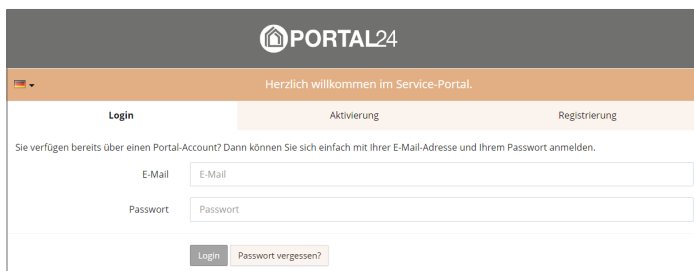 PORTAL24
Herzlich willkommen im Service-Portal.
Login
Aktivierung
Registrierung
Sie verfügen bereits über einen Portal-Account? Dann können Sie sich einfach mit Ihrer E-Mail-Adresse und Ihrem Passwort anmelden.
E-Mail E-Mail
Passwort Passwort
Login Passwort vergessen?